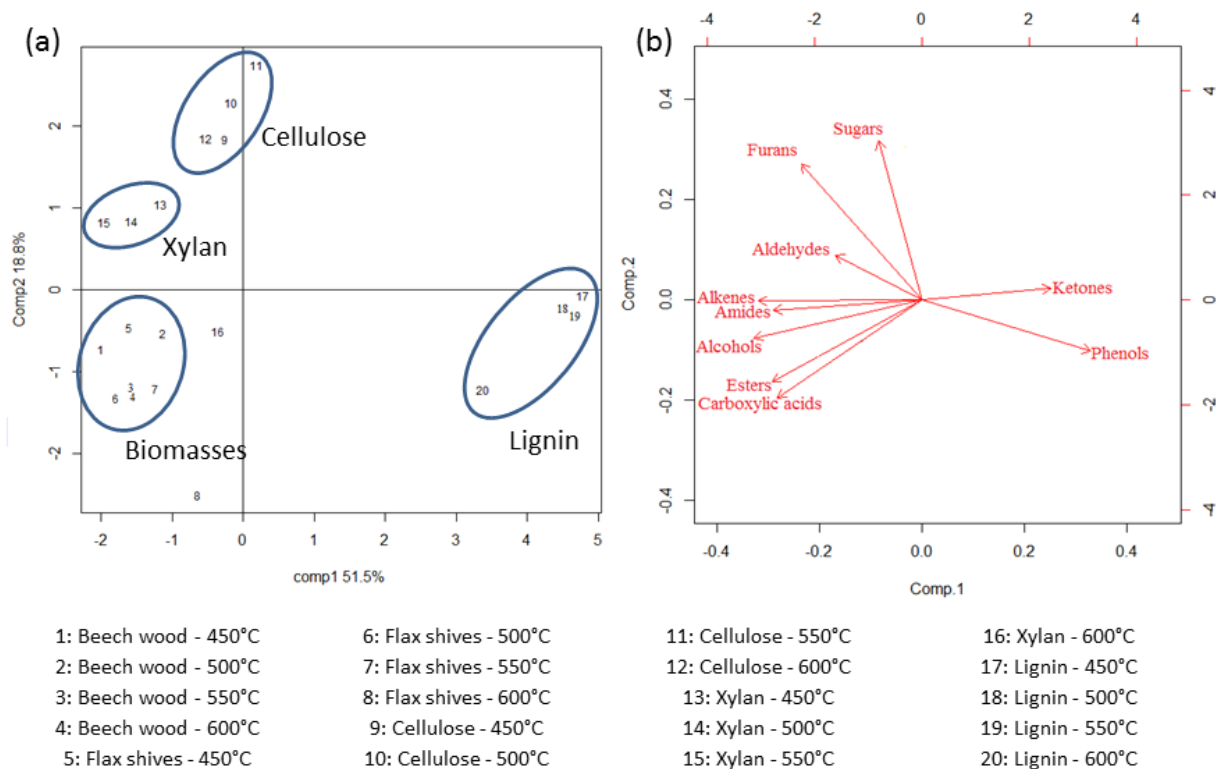 (a)
(b)
-4 -2 0 2 4
11
10
12 9
Cellulose
13
15 14
Xylan
5 2 16
1
3 7
6 4
Biomasses
8
17
18 19
20
Lignin
2
1
0
-1
-2
Comp2 18.8%
-2 -1 0 1 2 3 4 5
comp1 51.5%
Sugars
Furans
Aldehydes
Alkenes
Amides
Alcohols
Esters
Carboxylic acids
Ketones
Phenols
0.4
0.2
0.0
-0.2
-0.4
Comp.2
4
2
0
-2
-4
-0.4 -0.2 0.0 0.2 0.4
Comp.1
1: Beech wood - 450°C
2: Beech wood - 500°C
3: Beech wood - 550°C
4: Beech wood - 600°C
5: Flax shives - 450°C
6: Flax shives - 500°C
7: Flax shives - 550°C
8: Flax shives - 600°C
9: Cellulose - 450°C
10: Cellulose - 500°C
11: Cellulose - 550°C
12: Cellulose - 600°C
13: Xylan - 450°C
14: Xylan - 500°C
15: Xylan - 550°C
16: Xylan - 600°C
17: Lignin - 450°C
18: Lignin - 500°C
19: Lignin - 550°C
20: Lignin - 600°C